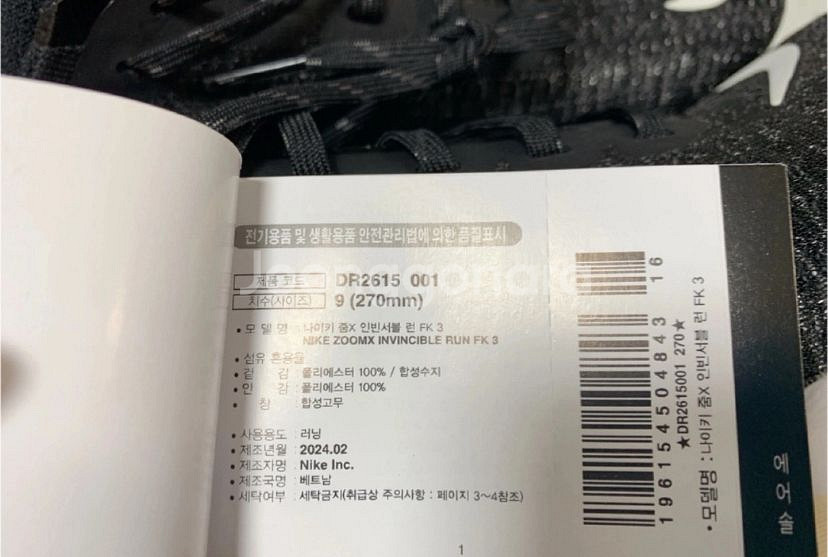 전기용품 및 생활용품 안전관리법에 의한 품질표시
제품 코드 DR2615 001
치수(사이즈) 9 (270mm)
• 모 델 명 : 나이키 줌X 인빈서블 런 FK 3
NIKE ZOOMX INVINCIBLE RUN FK 3
• 섬유 혼용율
• 겉 감 : 폴리에스터 100% / 합성수지
• 안 감 : 폴리에스터 100%
• 창 : 합성고무
• 사용용도 : 러닝
• 제조년월 : 2024.02
• 제조자명 : Nike Inc.
• 제조국명 : 베트남
• 세탁여부 : 세탁금지(취급상 주의사항 : 페이지 3~4참조)
1
196154504843 16
★DR2615001 270★
• 모델명 : 나이키 줌X 인빈서블 런 FK 3
에어솔